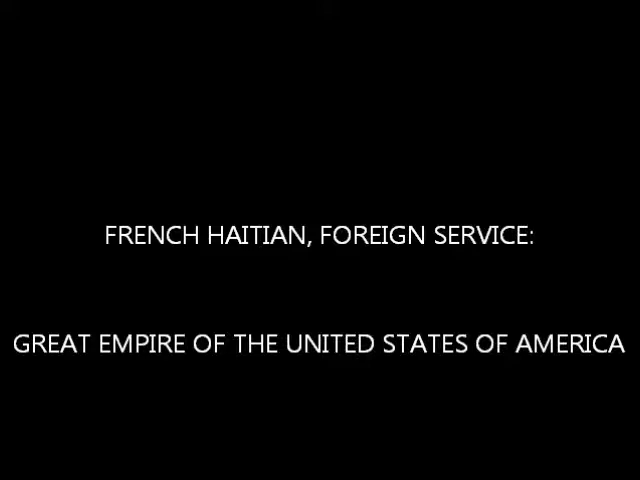 FRENCH HAITIAN, FOREIGN SERVICE:
GREAT EMPIRE OF THE UNITED STATES OF AMERICA